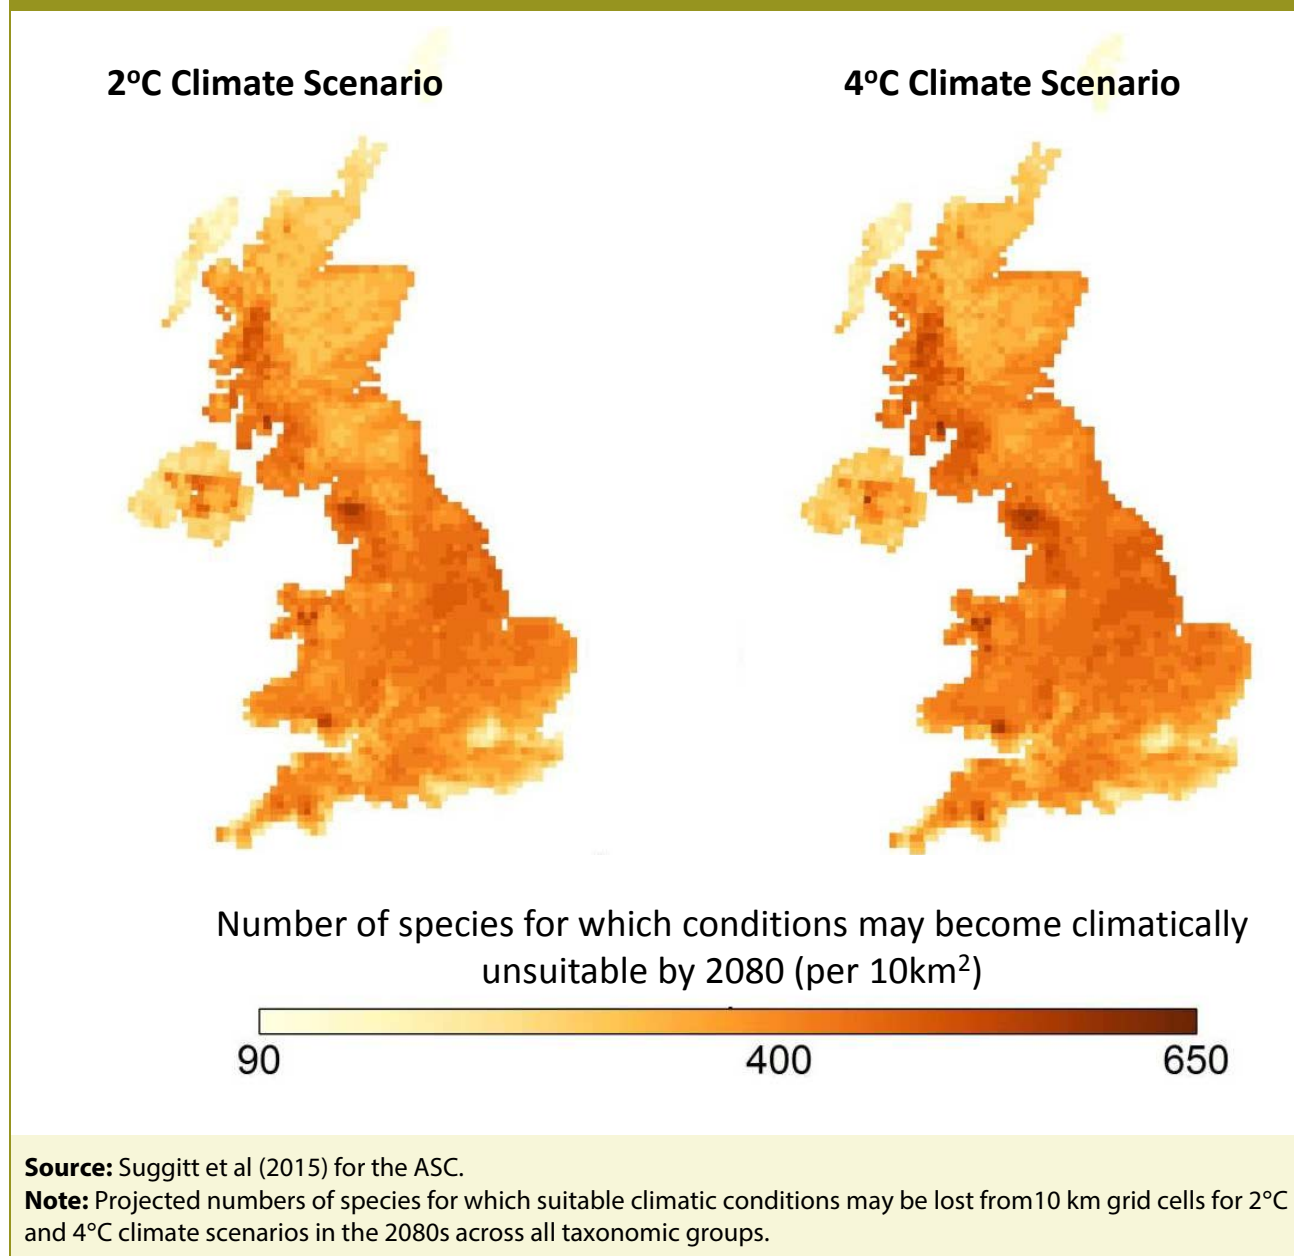 2°C Climate Scenario
4°C Climate Scenario
Number of species for which conditions may become climatically
unsuitable by 2080 (per 10km²)
90 400 650
Source: Suggitt et al (2015) for the ASC.
Note: Projected numbers of species for which suitable climatic conditions may be lost from10 km grid cells for 2°C
and 4°C climate scenarios in the 2080s across all taxonomic groups.